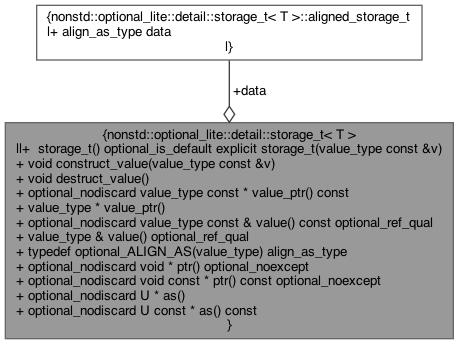 {nonstd::optional_lite::detail::storage_t< T >::aligned_storage_t
l+ align_as_type data
l}
+data
{nonstd::optional_lite::detail::storage_t< T >
ll+  storage_t() optional_is_default explicit storage_t(value_type const &v)
+ void construct_value(value_type const &v)
+ void destruct_value()
+ optional_nodiscard value_type const * value_ptr() const
+ value_type * value_ptr()
+ optional_nodiscard value_type const & value() const optional_ref_qual
+ value_type & value() optional_ref_qual
+ typedef optional_ALIGN_AS(value_type) align_as_type
+ optional_nodiscard void * ptr() optional_noexcept
+ optional_nodiscard void const * ptr() const optional_noexcept
+ optional_nodiscard U * as()
+ optional_nodiscard U const * as() const
}